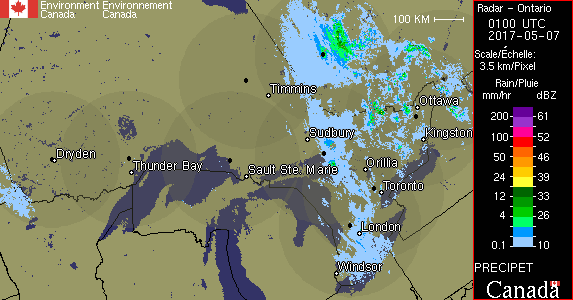 Environment Environnement
Canada Canada
100 KM
Timmins
Ottawa
Sudbury
Kingston
Dryden
Thunder Bay
Sault Ste. Marie
Orillia
Toronto
London
Windsor
Radar - Ontario
0100 UTC
2017-05-07
Scale/Échelle:
3.5 km/Pixel
Rain/Pluie
mm/hr dBZ
200 61
100 52
50 46
24 39
12 33
4 26
0.1 10
PRECIPET
Canada